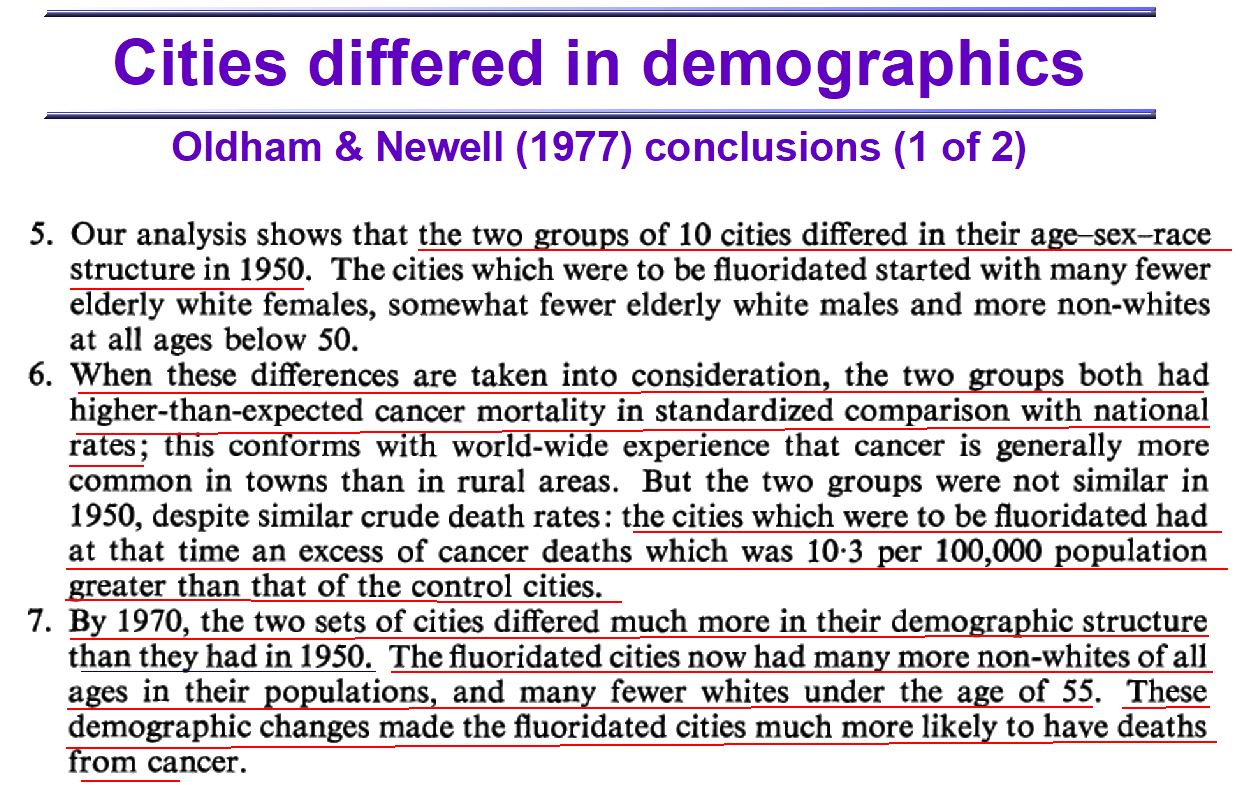 Cities differed in demographics
Oldham & Newell (1977) conclusions (1 of 2)
5. Our analysis shows that the two groups of 10 cities differed in their age–sex–race
structure in 1950. The cities which were to be fluoridated started with many fewer
elderly white females, somewhat fewer elderly white males and more non-whites
at all ages below 50.
6. When these differences are taken into consideration, the two groups both had
higher-than-expected cancer mortality in standardized comparison with national
rates; this conforms with world-wide experience that cancer is generally more
common in towns than in rural areas. But the two groups were not similar in
1950, despite similar crude death rates: the cities which were to be fluoridated had
at that time an excess of cancer deaths which was 10·3 per 100,000 population
greater than that of the control cities.
7. By 1970, the two sets of cities differed much more in their demographic structure
than they had in 1950. The fluoridated cities now had many more non-whites of all
ages in their populations, and many fewer whites under the age of 55. These
demographic changes made the fluoridated cities much more likely to have deaths
from cancer.